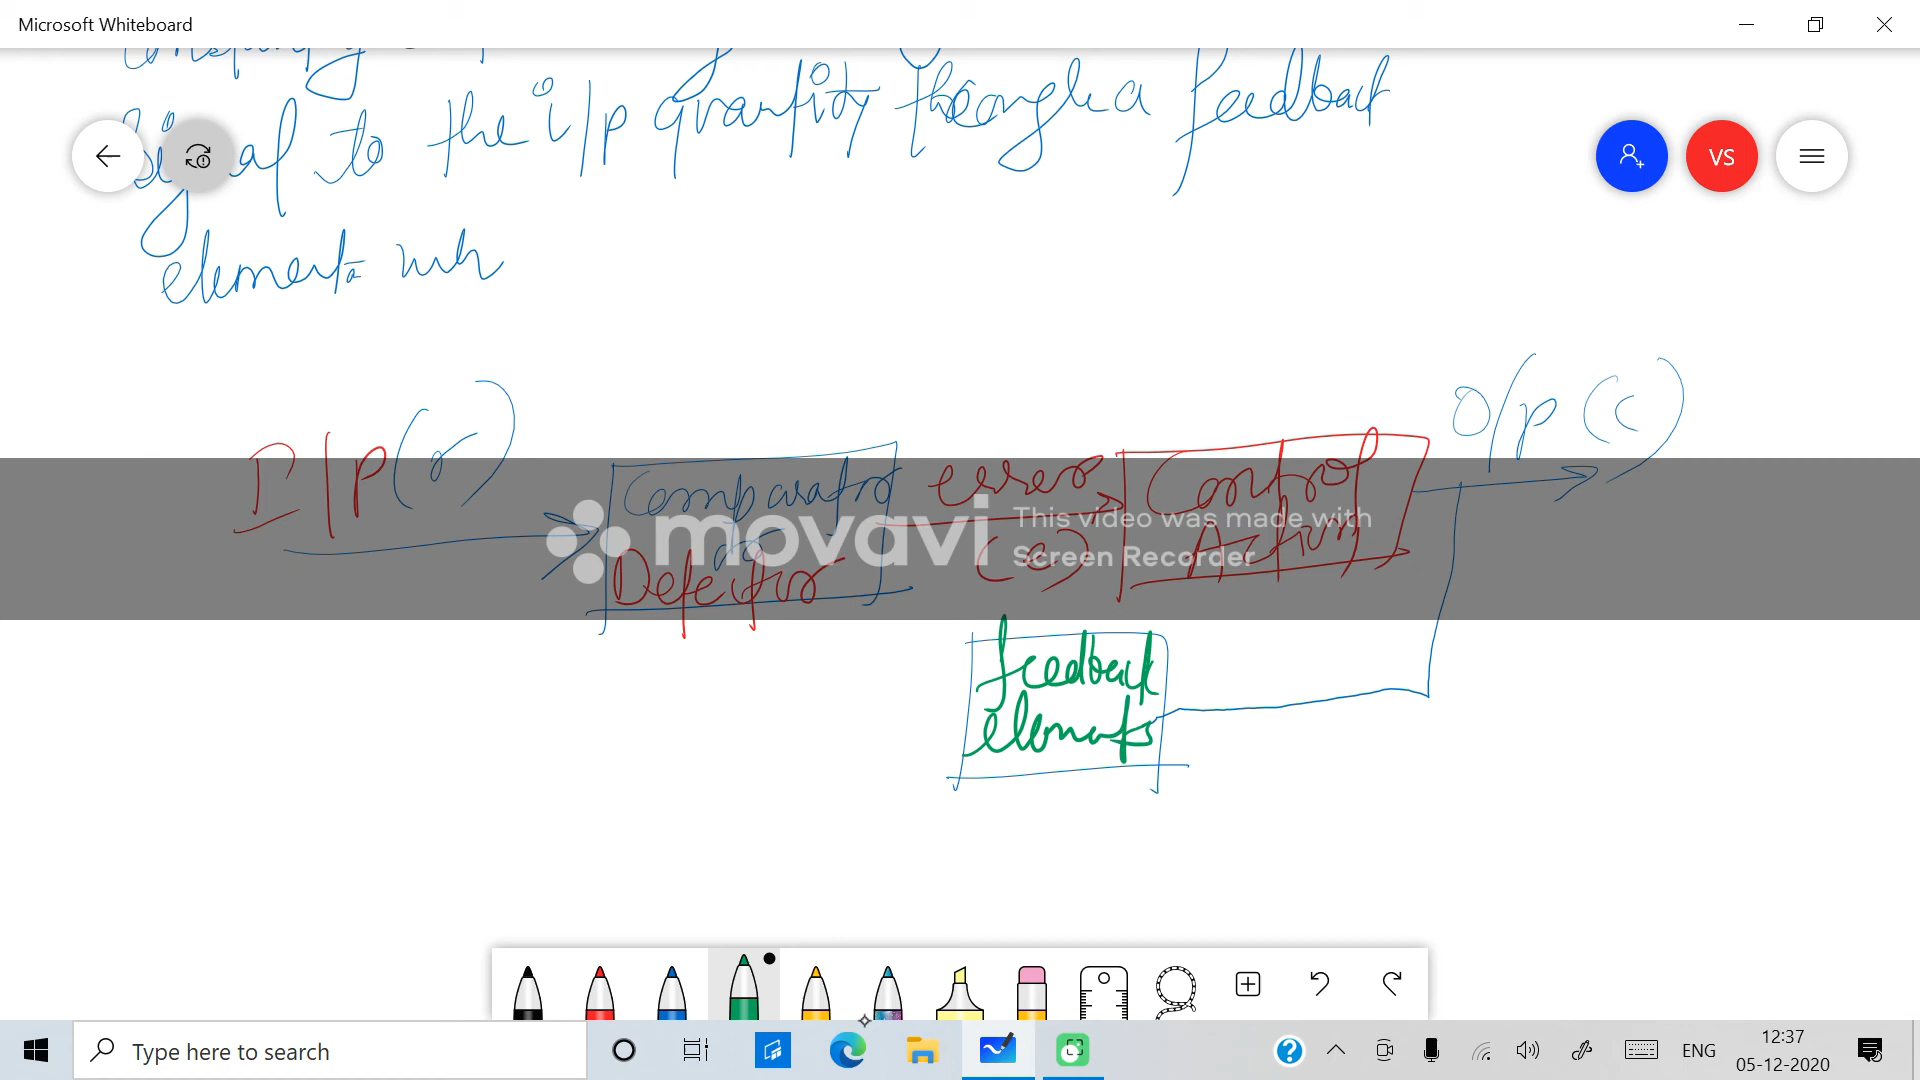 Microsoft Whiteboard
signal to the i/p quantity through a feedback
VS
elements
I/P (r)
O/p (c)
Comparator
or
Detector
error
(e)
Control
Action
movavi
This video was made with
Screen Recorder
feedback
elements
Type here to search
ENG
12:37
05-12-2020